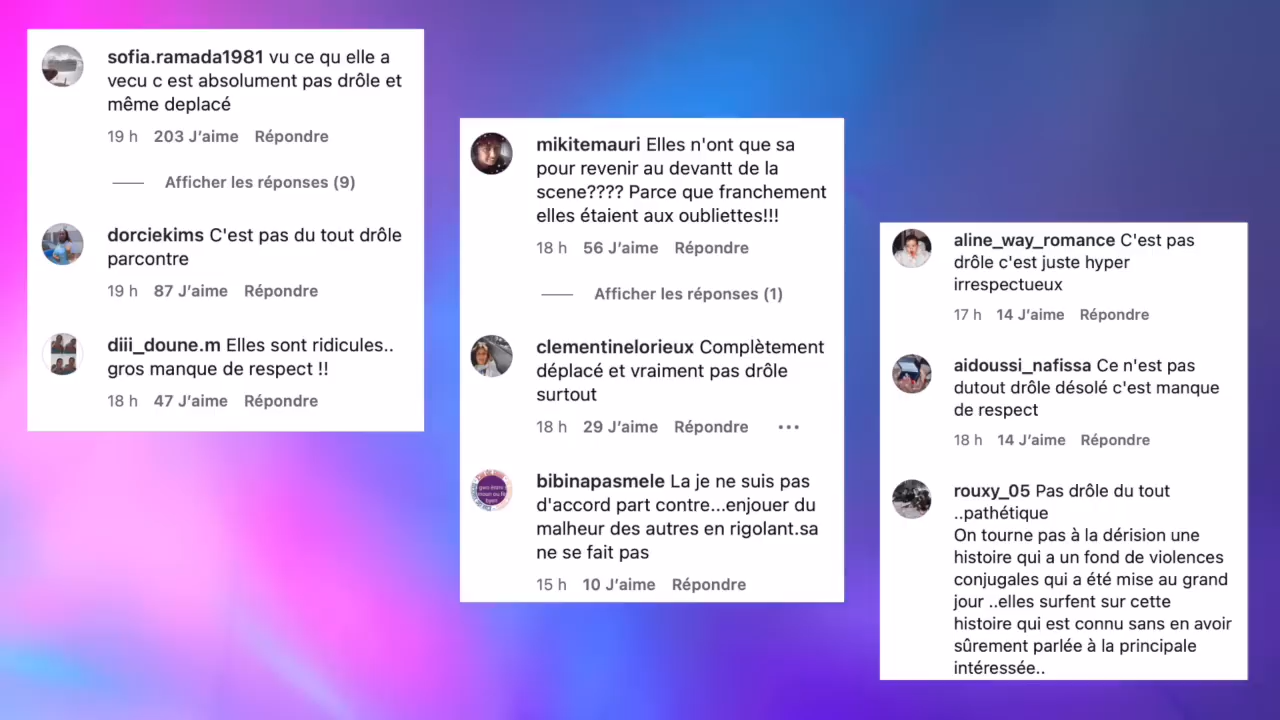 sofia.ramada1981 vu ce qu elle a
vecu c est absolument pas drôle et
même deplacé
19 h 203 J'aime Répondre
Afficher les réponses (9)
dorciekims C'est pas du tout drôle
parcontre
19 h 87 J'aime Répondre
diii_doune.m Elles sont ridicules..
gros manque de respect !!
18 h 47 J'aime Répondre
mikitemauri Elles n'ont que sa
pour revenir au devantt de la
scene???? Parce que franchement
elles étaient aux oubliettes!!!
18 h 56 J'aime Répondre
Afficher les réponses (1)
clementinelorieux Complètement
déplacé et vraiment pas drôle
surtout
18 h 29 J'aime Répondre ...
bibinapasmele La je ne suis pas
d'accord part contre...enjouer du
malheur des autres en rigolant.sa
ne se fait pas
15 h 10 J'aime Répondre
aline_way_romance C'est pas
drôle c'est juste hyper
irrespectueux
17 h 14 J'aime Répondre
aidoussi_nafissa Ce n'est pas
dutout drôle désolé c'est manque
de respect
18 h 14 J'aime Répondre
rouxy_05 Pas drôle du tout
..pathétique
On tourne pas à la dérision une
histoire qui a un fond de violences
conjugales qui a été mise au grand
jour ..elles surfent sur cette
histoire qui est connu sans en avoir
sûrement parlée à la principale
intéressée..